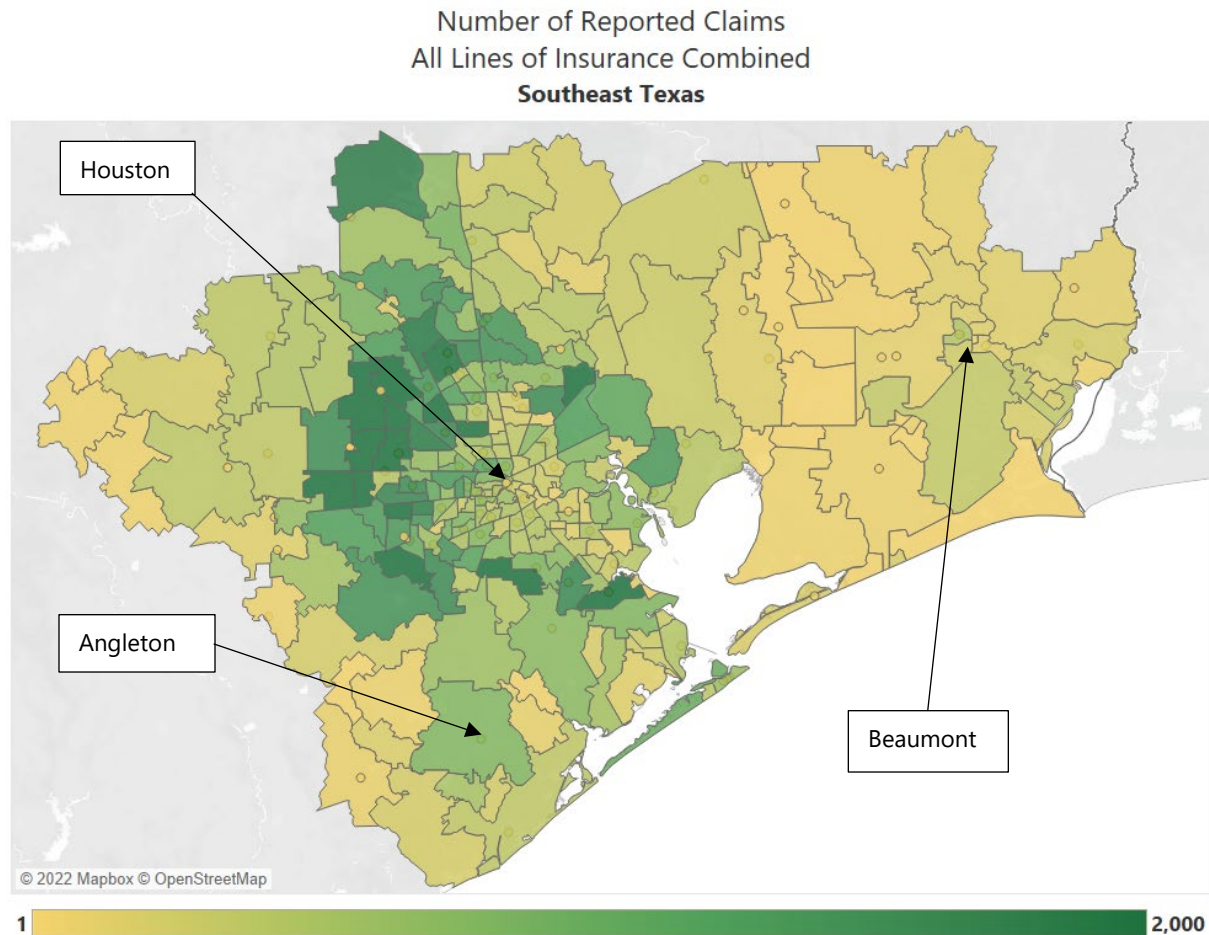 Number of Reported Claims
All Lines of Insurance Combined
Southeast Texas
Houston
Angleton
Beaumont
© 2022 Mapbox © OpenStreetMap
1
2,000